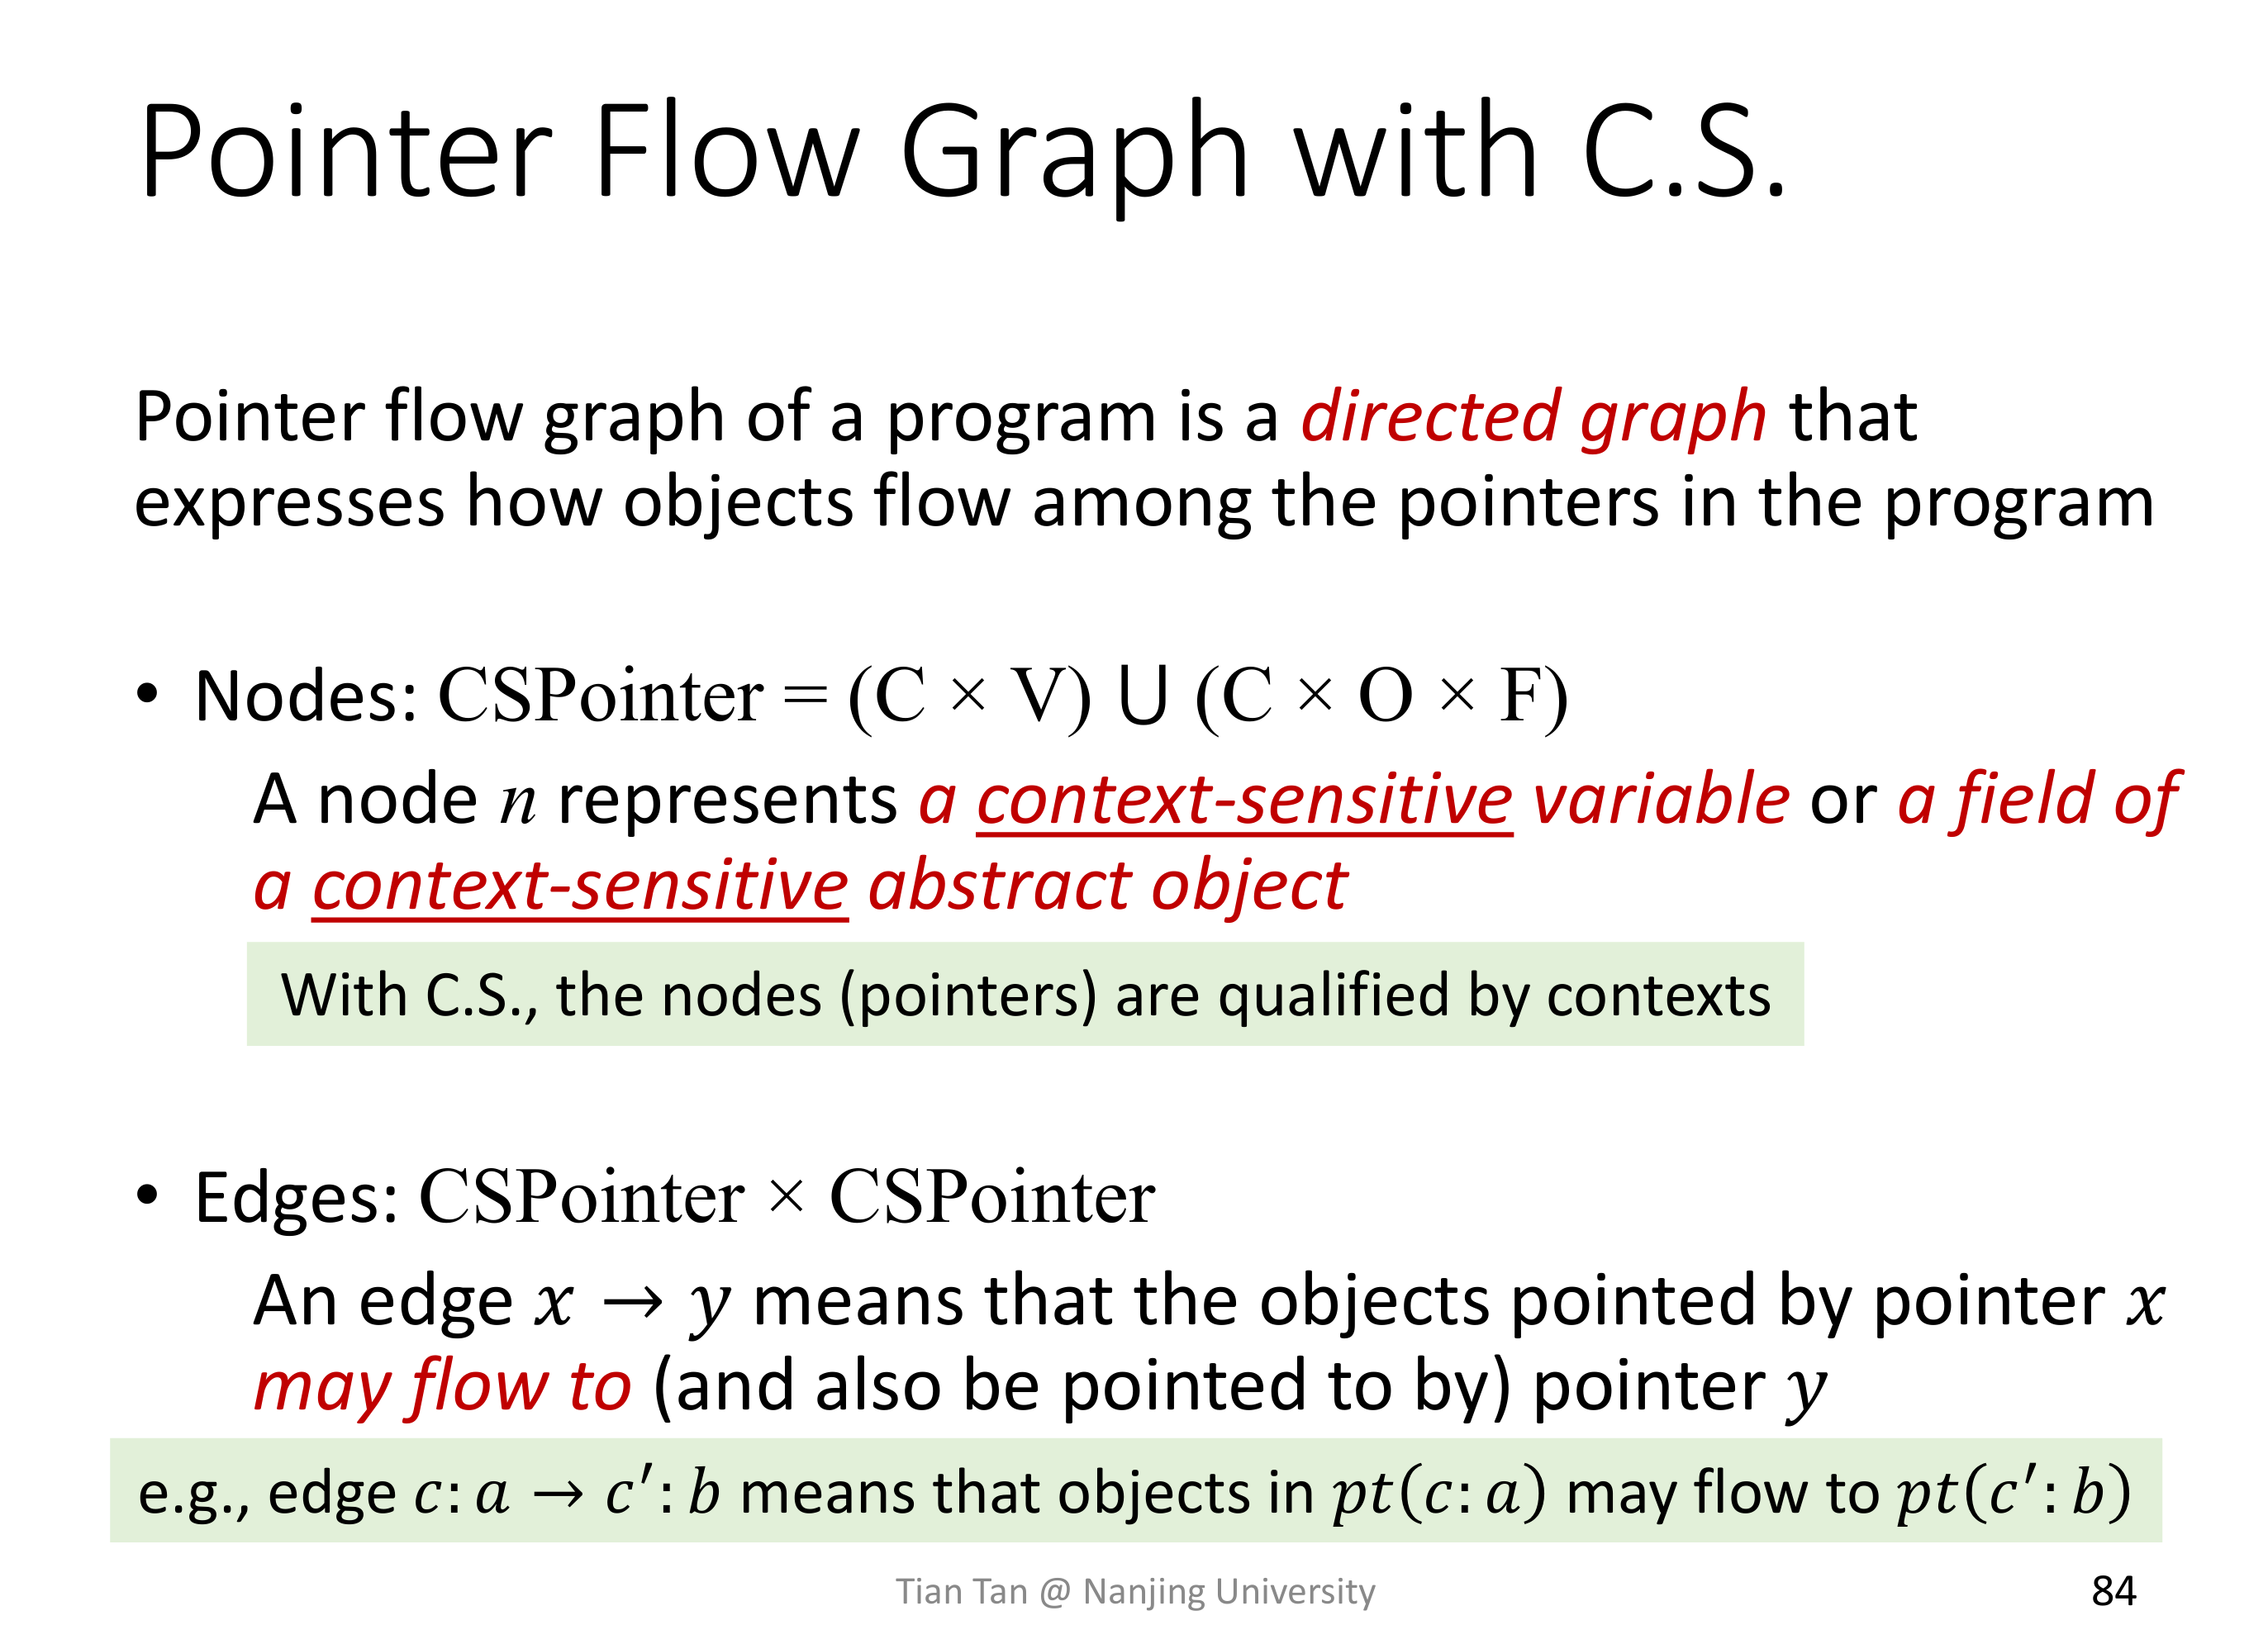 Pointer Flow Graph with C.S.
Pointer flow graph of a program is a directed graph that
expresses how objects flow among the pointers in the program
• Nodes: CSPointer = (C × V) ⋃ (C × O × F)
A node n represents a context-sensitive variable or a field of
a context-sensitive abstract object
With C.S., the nodes (pointers) are qualified by contexts
• Edges: CSPointer × CSPointer
An edge x → y means that the objects pointed by pointer x
may flow to (and also be pointed to by) pointer y
e.g., edge c: a → c′: b means that objects in pt(c: a) may flow to pt(c′: b)
Tian Tan @ Nanjing University
84